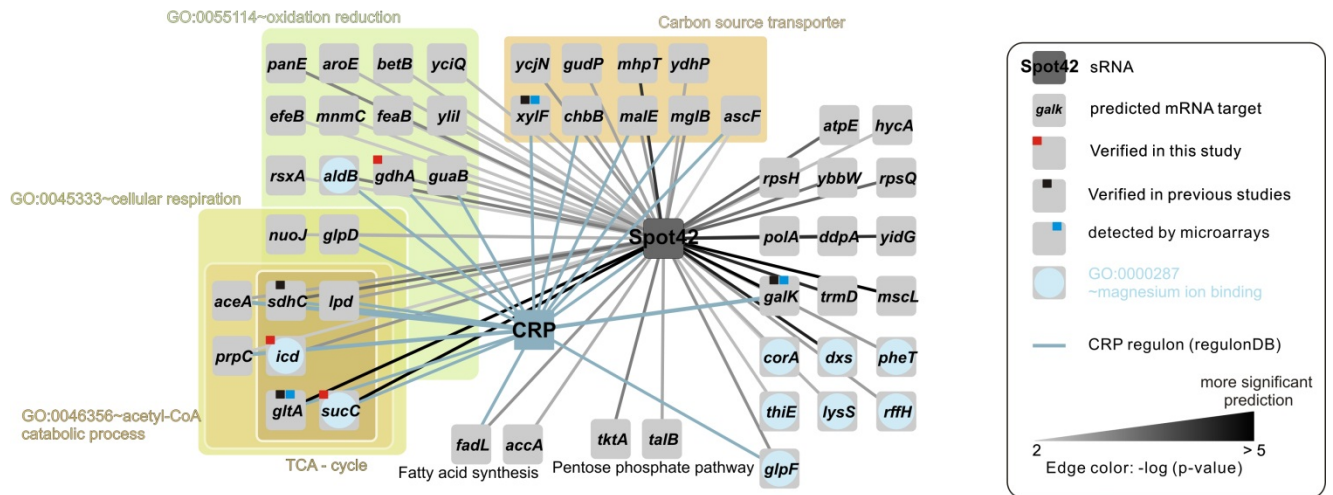 GO:0055114~oxidation reduction
Carbon source transporter
panE aroE betB yciQ
ycjN gudP mhpT ydhP
efeB mnmC feaB yliI
xylF chbB malE mglB ascF
atpE hycA
rsxA aldB gdhA guaB
rpsH ybbW rpsQ
GO:0045333~cellular respiration
nuoJ glpD
Spot42
polA ddpA yidG
aceA sdhC lpd
galK trmD mscL
CRP
prpC icd
corA dxs pheT
gltA sucC
thiE lysS rffH
GO:0046356~acetyl-CoA
catabolic process
TCA - cycle
fadL accA
tktA talB
glpF
Fatty acid synthesis
Pentose phosphate pathway
Spot42 sRNA
galk predicted mRNA target
Verified in this study
Verified in previous studies
detected by microarrays
GO:0000287
~magnesium ion binding
CRP regulon (regulonDB)
more significant
prediction
2 > 5
Edge color: -log (p-value)